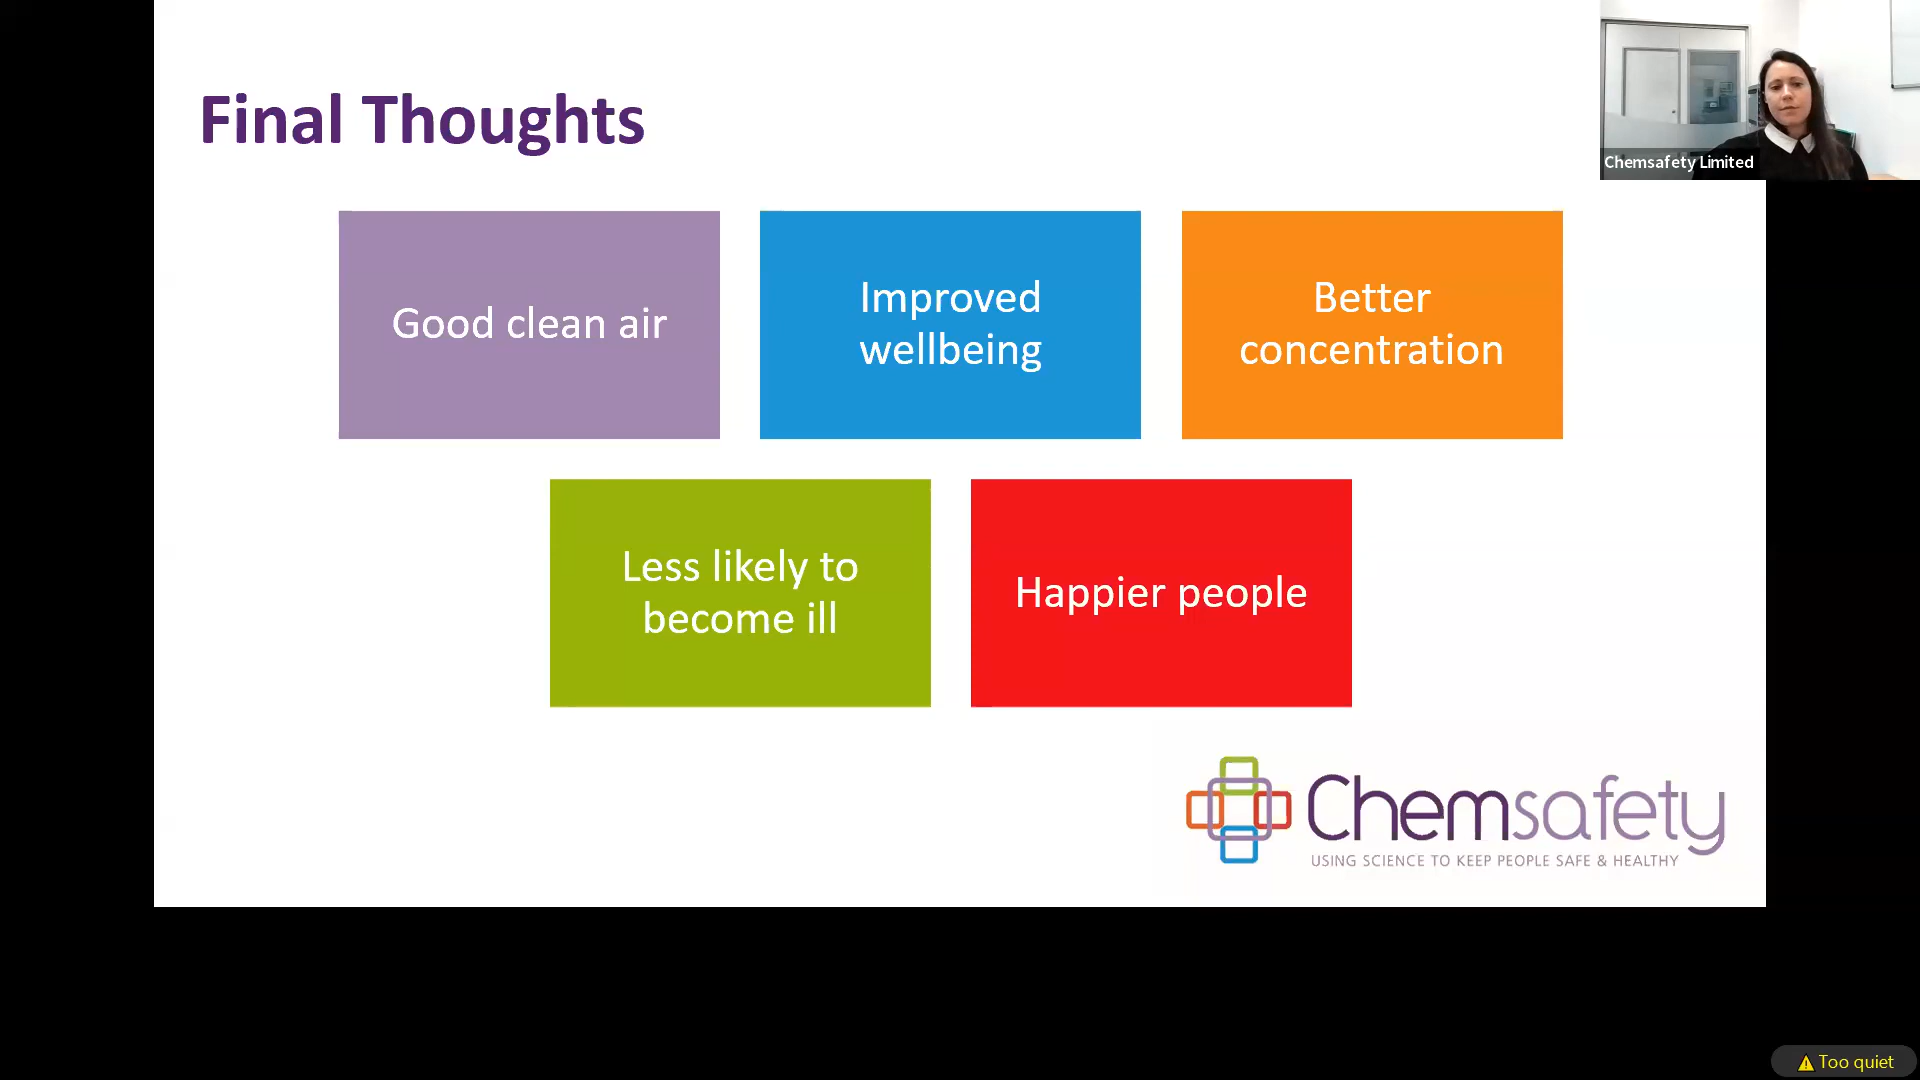 Final Thoughts
Chemsafety Limited
Good clean air
Improved
wellbeing
Better
concentration
Less likely to
become ill
Happier people
Chemsafety
USING SCIENCE TO KEEP PEOPLE SAFE & HEALTHY
Too quiet